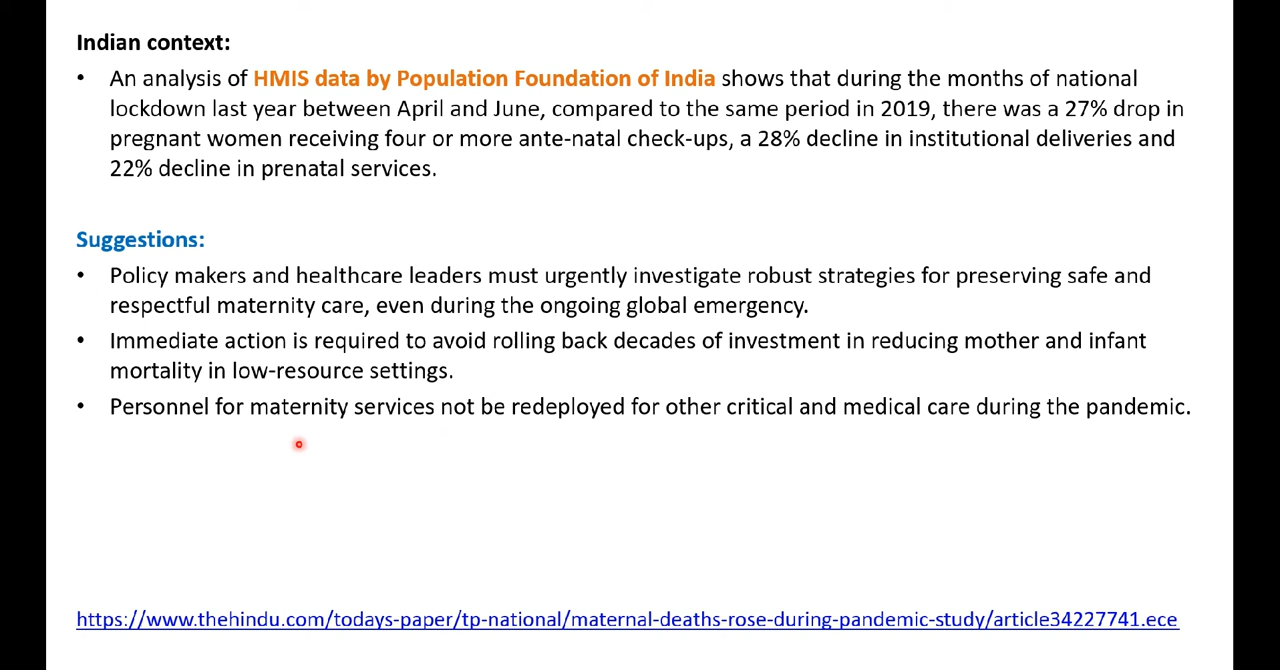 Indian context:
• An analysis of HMIS data by Population Foundation of India shows that during the months of national
lockdown last year between April and June, compared to the same period in 2019, there was a 27% drop in
pregnant women receiving four or more ante-natal check-ups, a 28% decline in institutional deliveries and
22% decline in prenatal services.
Suggestions:
• Policy makers and healthcare leaders must urgently investigate robust strategies for preserving safe and
respectful maternity care, even during the ongoing global emergency.
• Immediate action is required to avoid rolling back decades of investment in reducing mother and infant
mortality in low-resource settings.
• Personnel for maternity services not be redeployed for other critical and medical care during the pandemic.
https://www.thehindu.com/todays-paper/tp-national/maternal-deaths-rose-during-pandemic-study/article34227741.ece